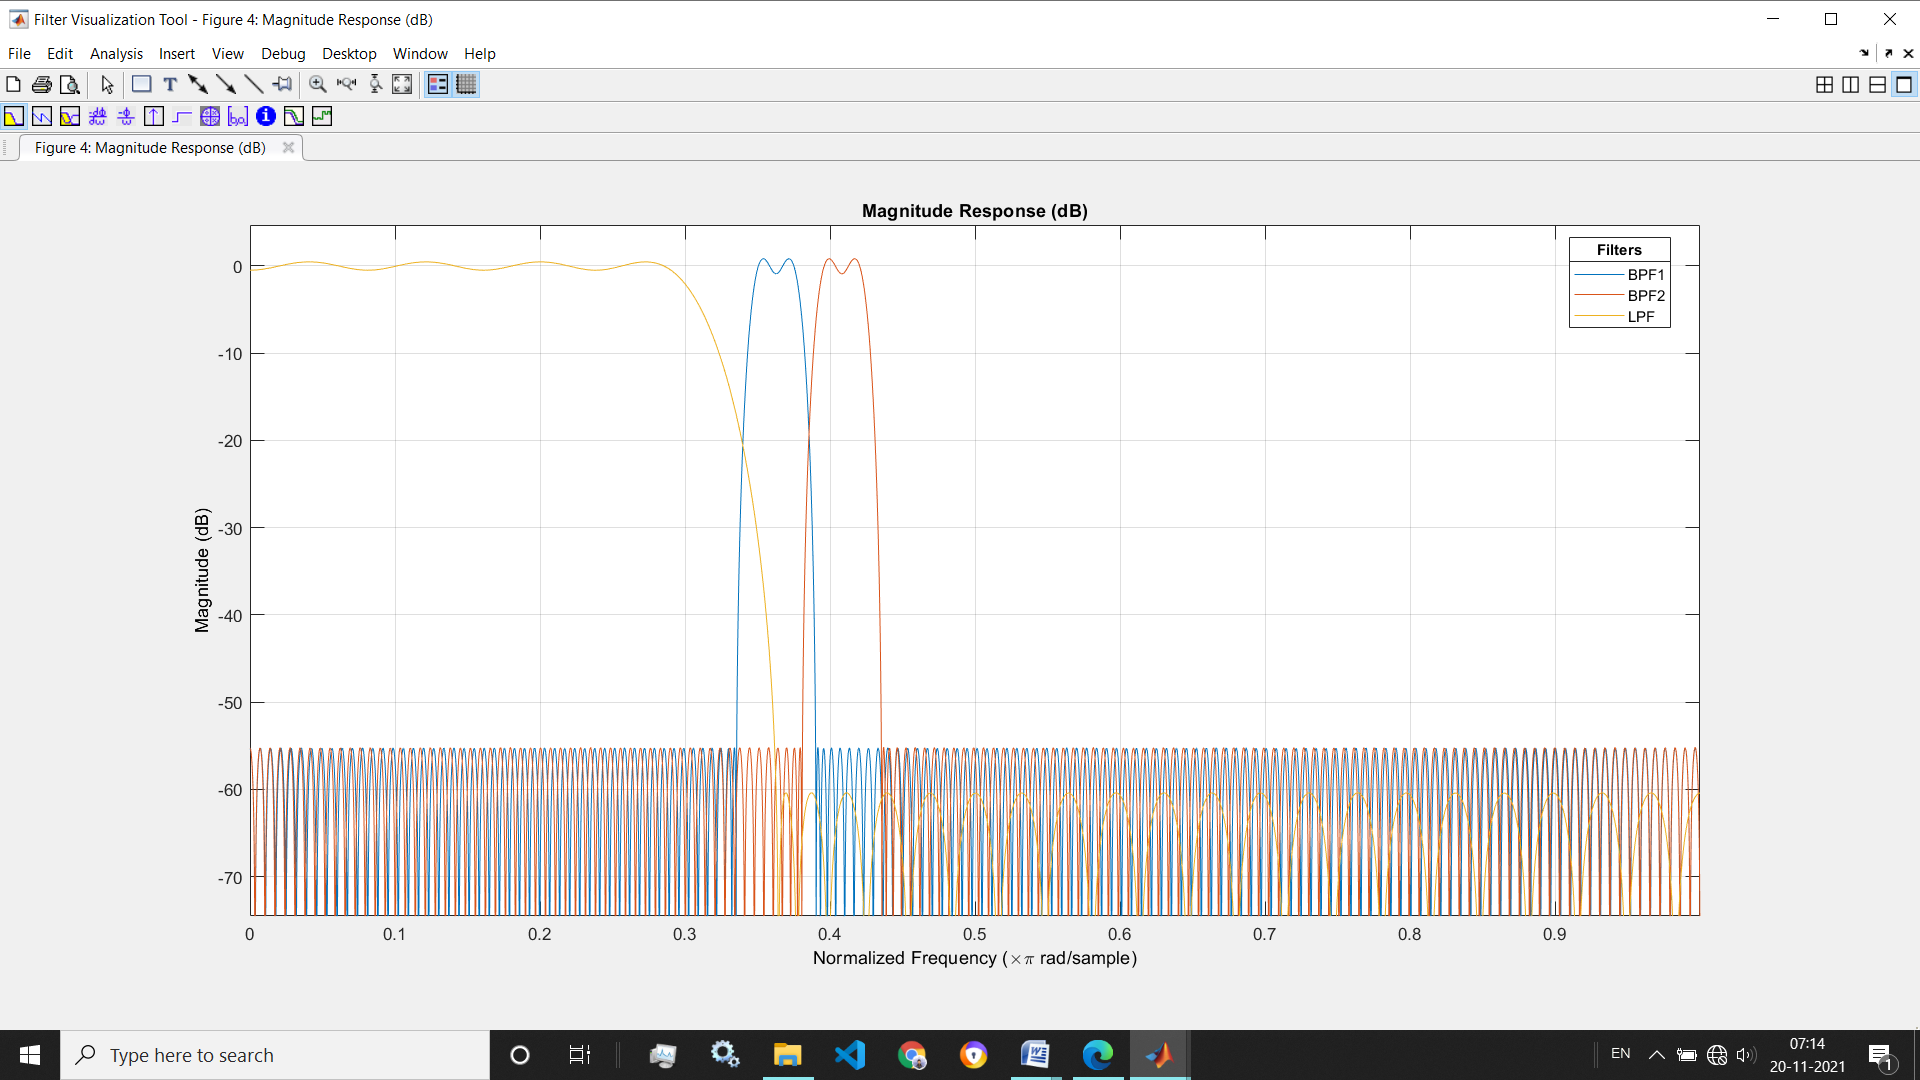 Filter Visualization Tool - Figure 4: Magnitude Response (dB)
File Edit Analysis Insert View Debug Desktop Window Help
Figure 4: Magnitude Response (dB)
Magnitude Response (dB)
Filters
BPF1
BPF2
LPF
0
-10
-20
-30
-40
-50
-60
-70
Magnitude (dB)
0 0.1 0.2 0.3 0.4 0.5 0.6 0.7 0.8 0.9
Normalized Frequency (×π rad/sample)
Type here to search
EN
07:14
20-11-2021
1